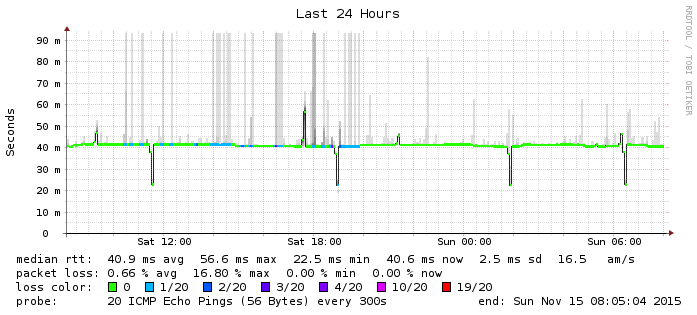 Last 24 Hours
RRDTOOL / TOBI OETIKER
Seconds
90 m
80 m
70 m
60 m
50 m
40 m
30 m
20 m
10 m
0
Sat 12:00 Sat 18:00 Sun 00:00 Sun 06:00
median rtt: 40.9 ms avg 56.6 ms max 22.5 ms min 40.6 ms now 2.5 ms sd 16.5 am/s
packet loss: 0.66 % avg 16.80 % max 0.00 % min 0.00 % now
loss color: 0 1/20 2/20 3/20 4/20 10/20 19/20
probe: 20 ICMP Echo Pings (56 Bytes) every 300s end: Sun Nov 15 08:05:04 2015